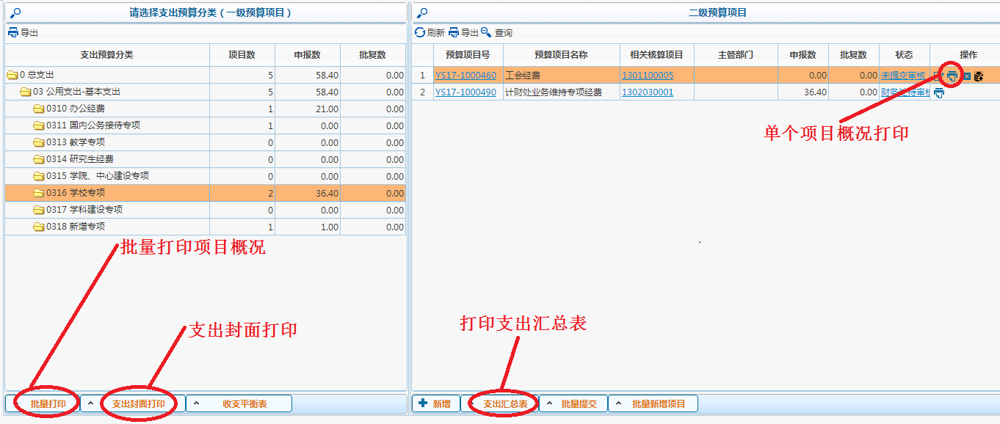 请选择支出预算分类（一级预算项目）
导出
支出预算分类 项目数 申报数 批复数
0 总支出 5 58.40 0.00
03 公用支出-基本支出 5 58.40 0.00
0310 办公经费 1 21.00 0.00
0311 国内公务接待专项 1 0.00 0.00
0313 教学专项 0 0.00 0.00
0314 研究生经费 0 0.00 0.00
0315 学院、中心建设专项 0 0.00 0.00
0316 学校专项 2 36.40 0.00
0317 学科建设专项 0 0.00 0.00
0318 新增专项 1 1.00 0.00
批量打印项目概况
支出封面打印
批量打印 支出封面打印 收支平衡表
二级预算项目
刷新 导出 查询
预算项目号 预算项目名称 相关核算项目 主管部门 申报数 批复数 状态 操作
1 YS17-1000460 工会经费 1301100005 0.00 0.00 未提交审核
2 YS17-1000490 计财处业务维持专项经费 1302030001 36.40 0.00 财务处待审核
单个项目概况打印
打印支出汇总表
新增 支出汇总表 批量提交 批量新增项目